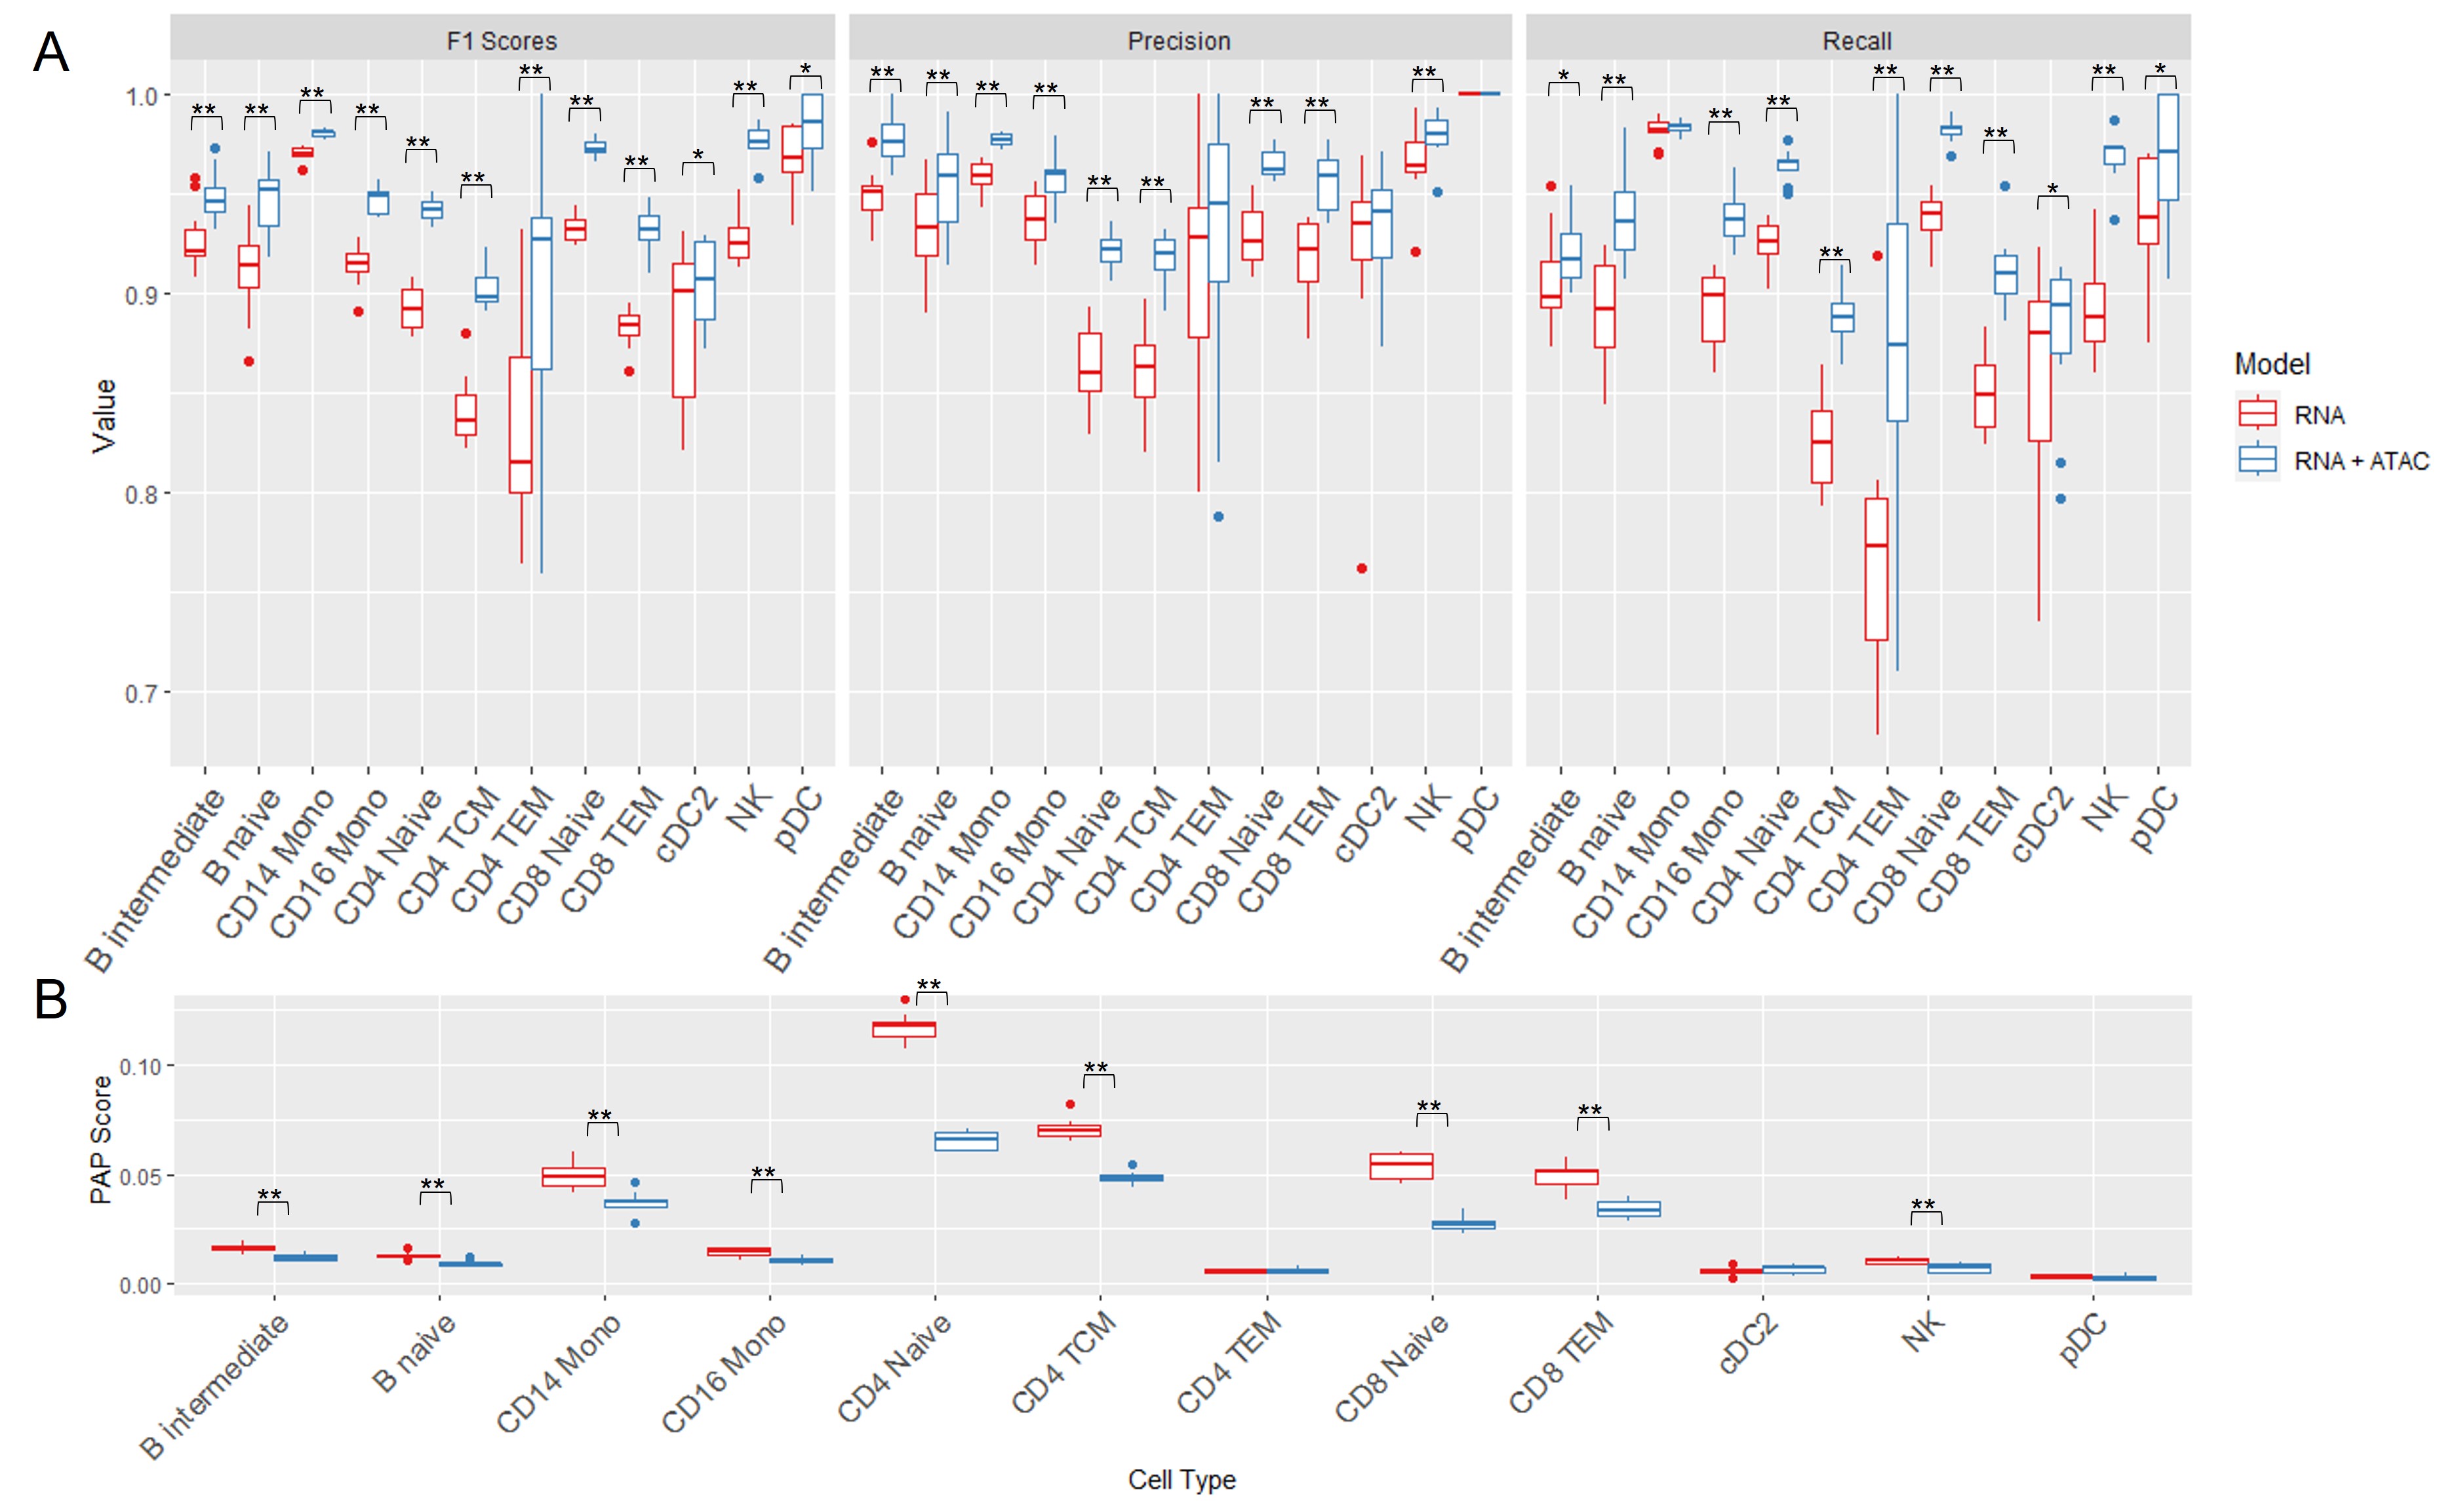 A
F1 Scores
Precision
Recall
** ** ** ** ** ** ** ** ** * ** *
** ** ** ** ** ** ** ** **
* ** ** ** ** ** ** ** * ** *
Value
1.0
0.9
0.8
0.7
B intermediate
B naive
CD14 Mono
CD16 Mono
CD4 Naive
CD4 TCM
CD4 TEM
CD8 Naive
CD8 TEM
cDC2
NK
pDC
B intermediate
B naive
CD14 Mono
CD16 Mono
CD4 Naive
CD4 TCM
CD4 TEM
CD8 Naive
CD8 TEM
cDC2
NK
pDC
B intermediate
B naive
CD14 Mono
CD16 Mono
CD4 Naive
CD4 TCM
CD4 TEM
CD8 Naive
CD8 TEM
cDC2
NK
pDC
Model
RNA
RNA + ATAC
B
** ** ** ** ** ** ** ** **
PAP Score
0.10
0.05
0.00
B intermediate
B naive
CD14 Mono
CD16 Mono
CD4 Naive
CD4 TCM
CD4 TEM
CD8 Naive
CD8 TEM
cDC2
NK
pDC
Cell Type